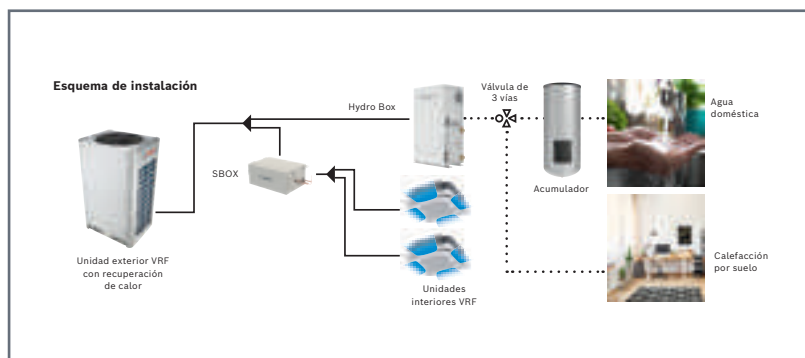 Esquema de instalación
Hydro Box
Válvula de
3 vías
Agua
doméstica
SBOX
Acumulador
Unidad exterior VRF
con recuperación
de calor
Unidades
interiores VRF
Calefacción
por suelo